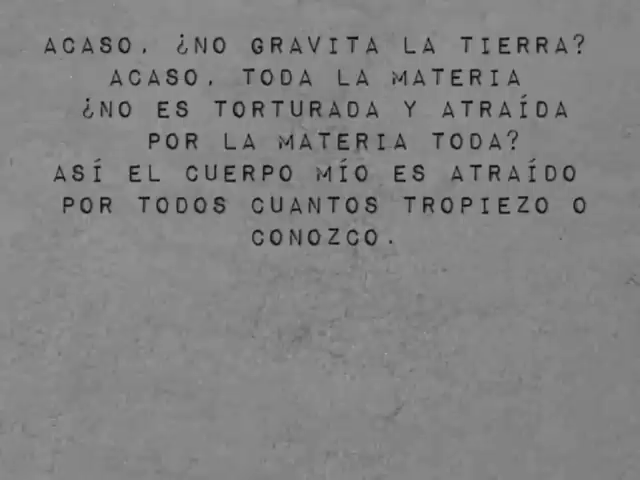 ACASO. ¿NO GRAVITA LA TIERRA?
ACASO. TODA LA MATERIA
¿NO ES TORTURADA Y ATRAÍDA
POR LA MATERIA TODA?
ASÍ EL CUERPO MÍO ES ATRAÍDO
POR TODOS CUANTOS TROPIEZO O
CONOZCO.